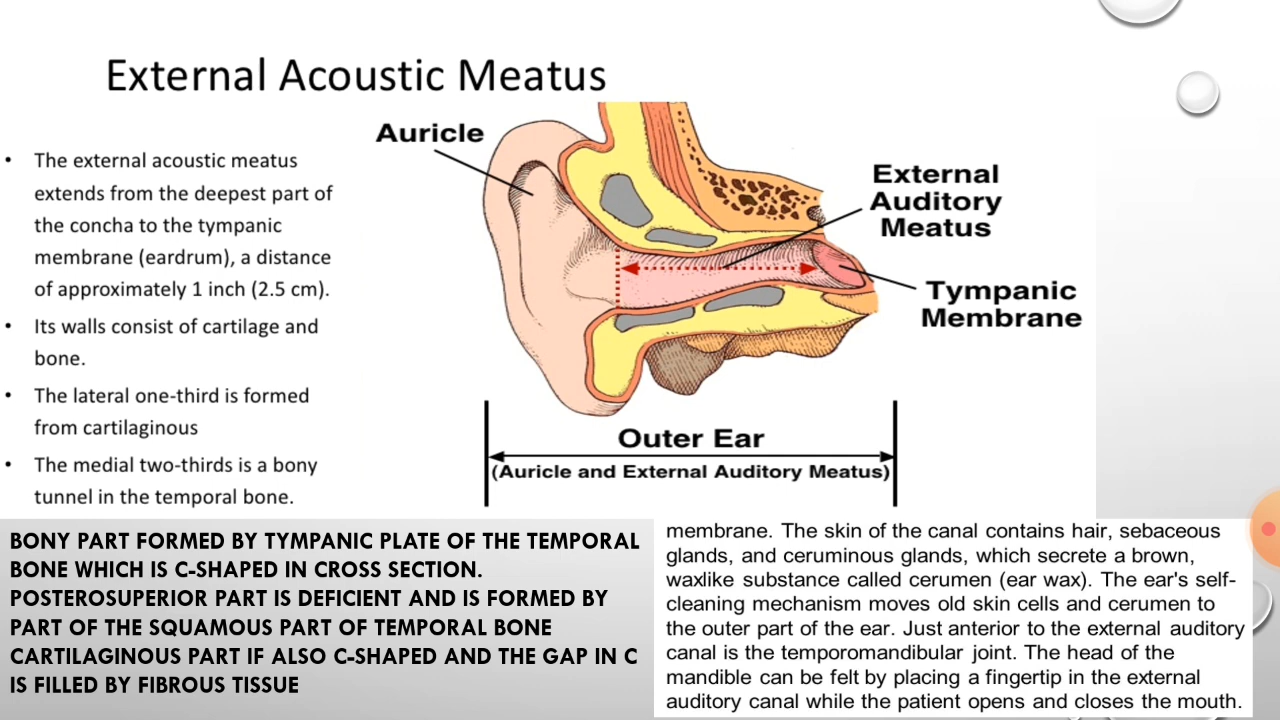 External Acoustic Meatus
• The external acoustic meatus
extends from the deepest part of
the concha to the tympanic
membrane (eardrum), a distance
of approximately 1 inch (2.5 cm).
• Its walls consist of cartilage and
bone.
• The lateral one-third is formed
from cartilaginous
• The medial two-thirds is a bony
tunnel in the temporal bone.
Auricle
External
Auditory
Meatus
Tympanic
Membrane
Outer Ear
(Auricle and External Auditory Meatus)
BONY PART FORMED BY TYMPANIC PLATE OF THE TEMPORAL
BONE WHICH IS C-SHAPED IN CROSS SECTION.
POSTEROSUPERIOR PART IS DEFICIENT AND IS FORMED BY
PART OF THE SQUAMOUS PART OF TEMPORAL BONE
CARTILAGINOUS PART IF ALSO C-SHAPED AND THE GAP IN C
IS FILLED BY FIBROUS TISSUE
membrane. The skin of the canal contains hair, sebaceous
glands, and ceruminous glands, which secrete a brown,
waxlike substance called cerumen (ear wax). The ear's self-
cleaning mechanism moves old skin cells and cerumen to
the outer part of the ear. Just anterior to the external auditory
canal is the temporomandibular joint. The head of the
mandible can be felt by placing a fingertip in the external
auditory canal while the patient opens and closes the mouth.